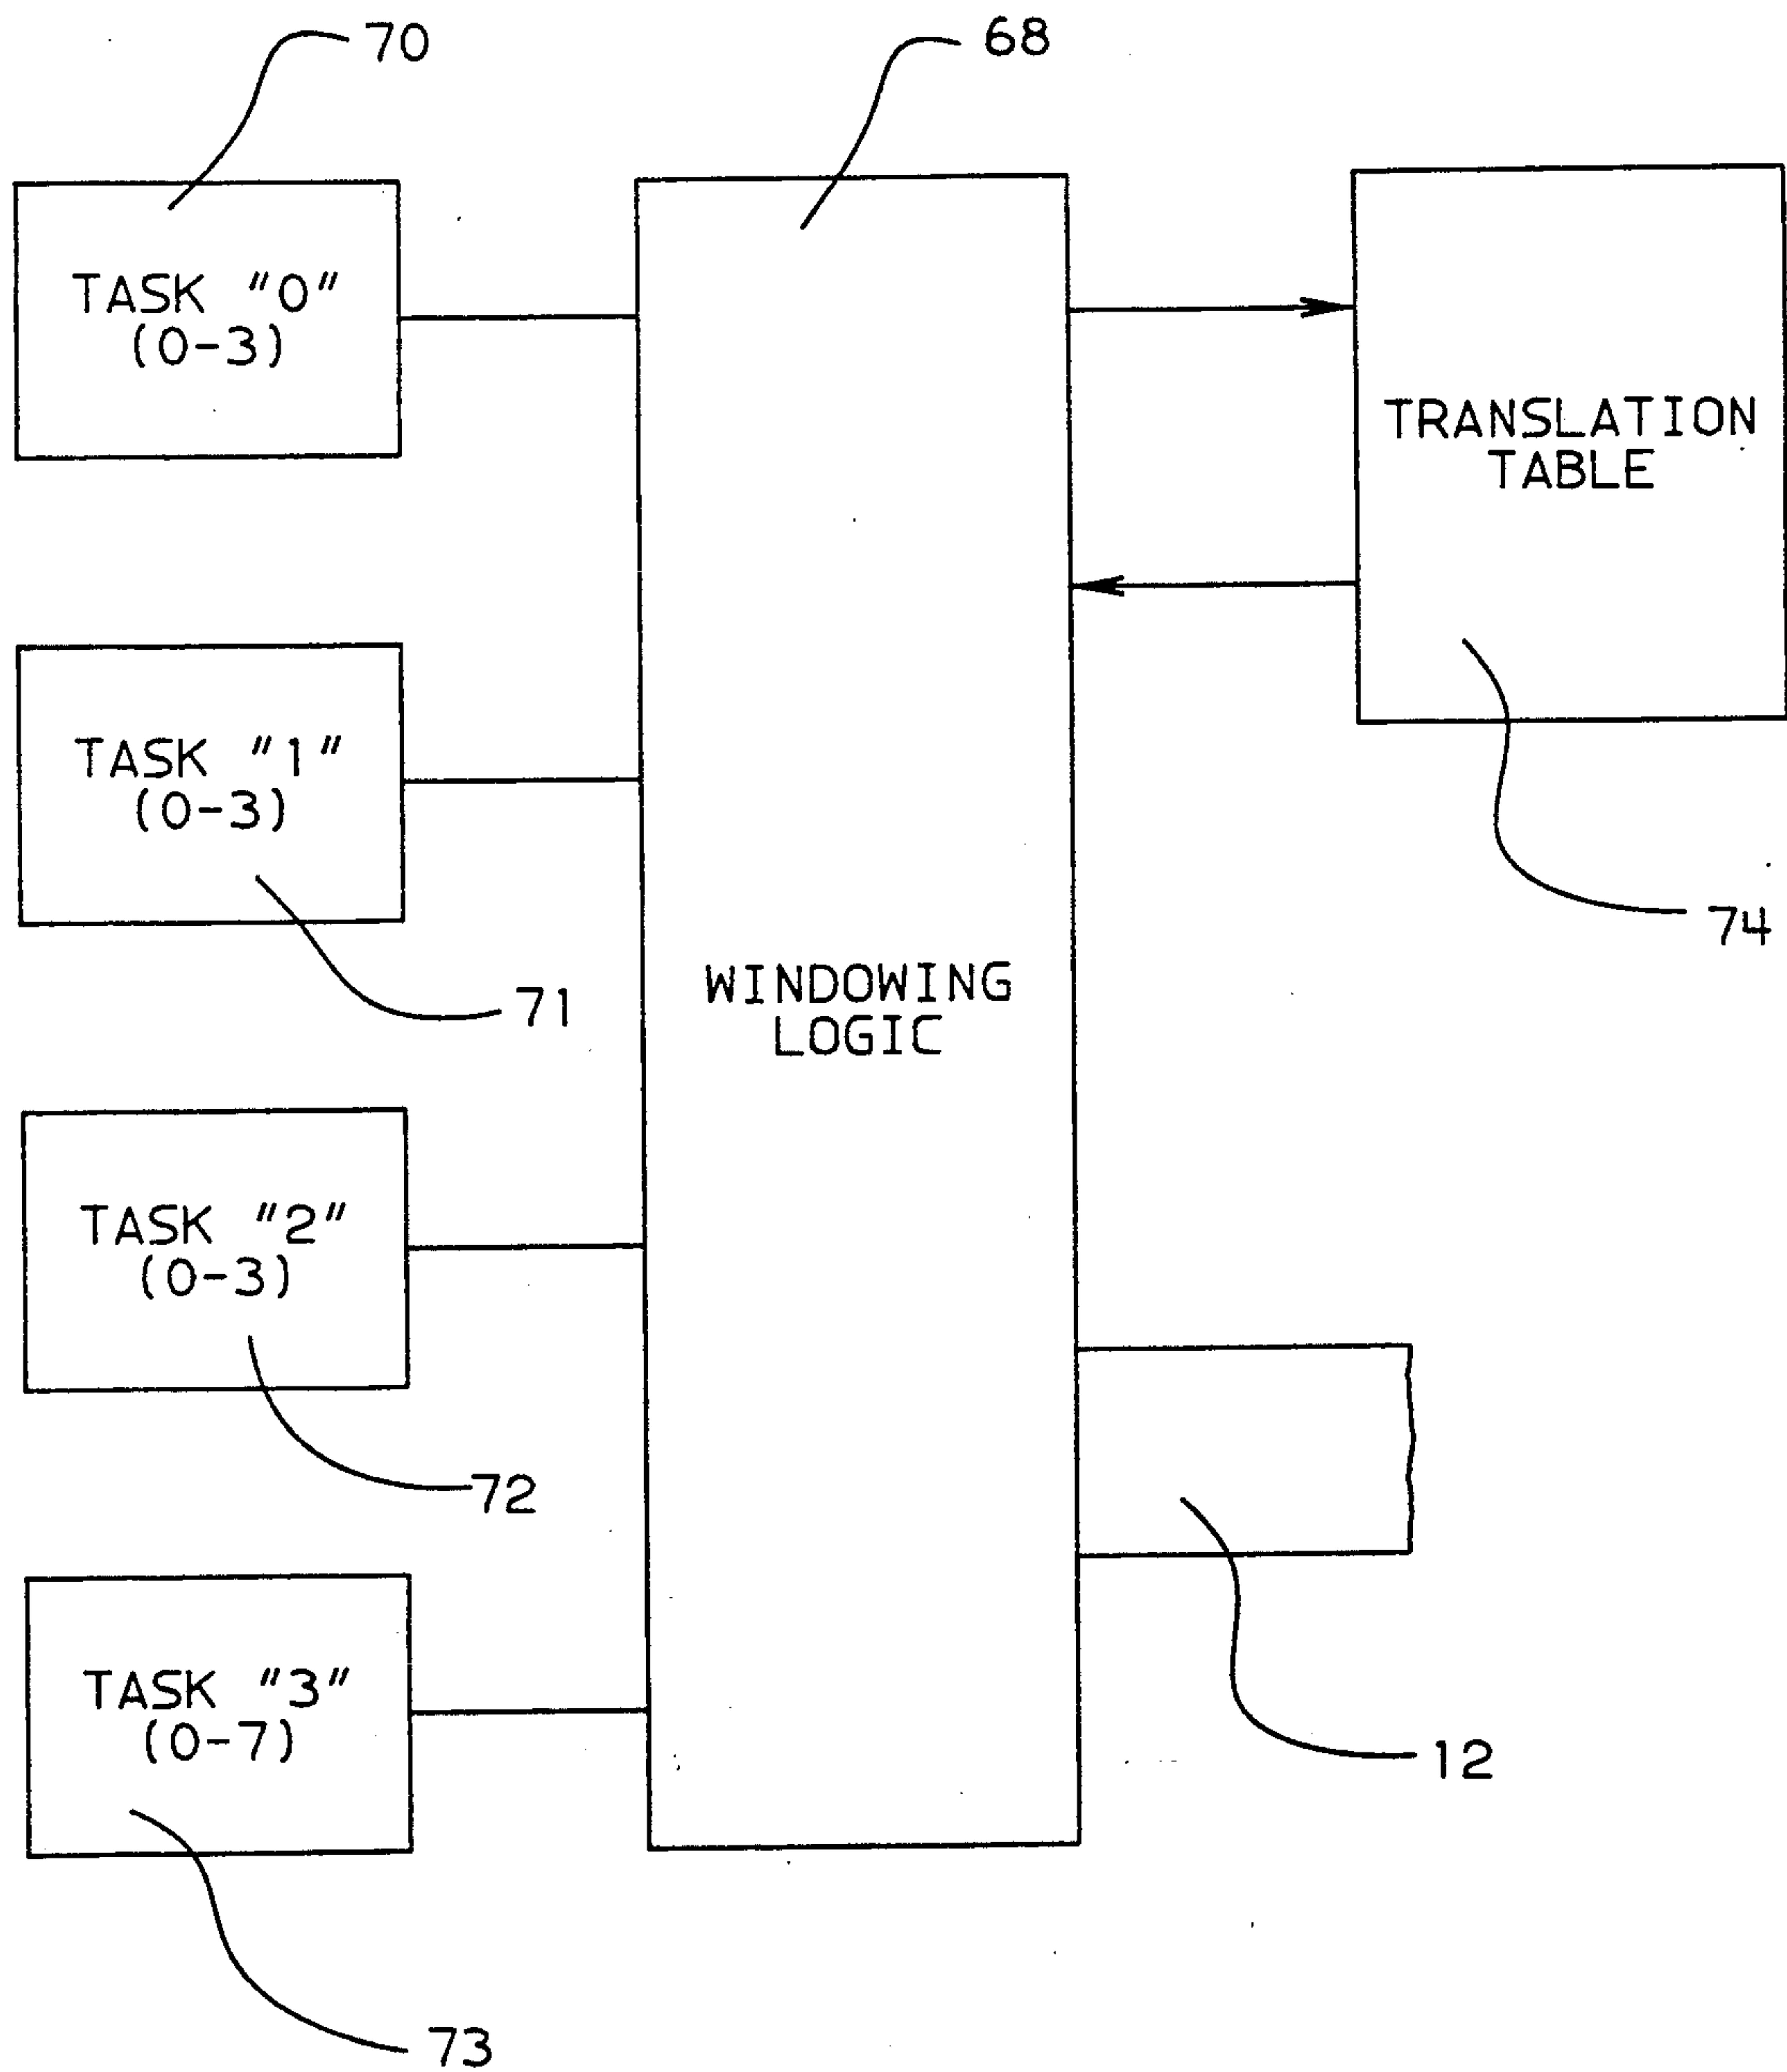 70
68
TASK "0"
(0-3)
TRANSLATION
TABLE
TASK "1"
(0-3)
74
71
WINDOWING
LOGIC
TASK "2"
(0-3)
72
TASK "3"
(0-7)
12
73